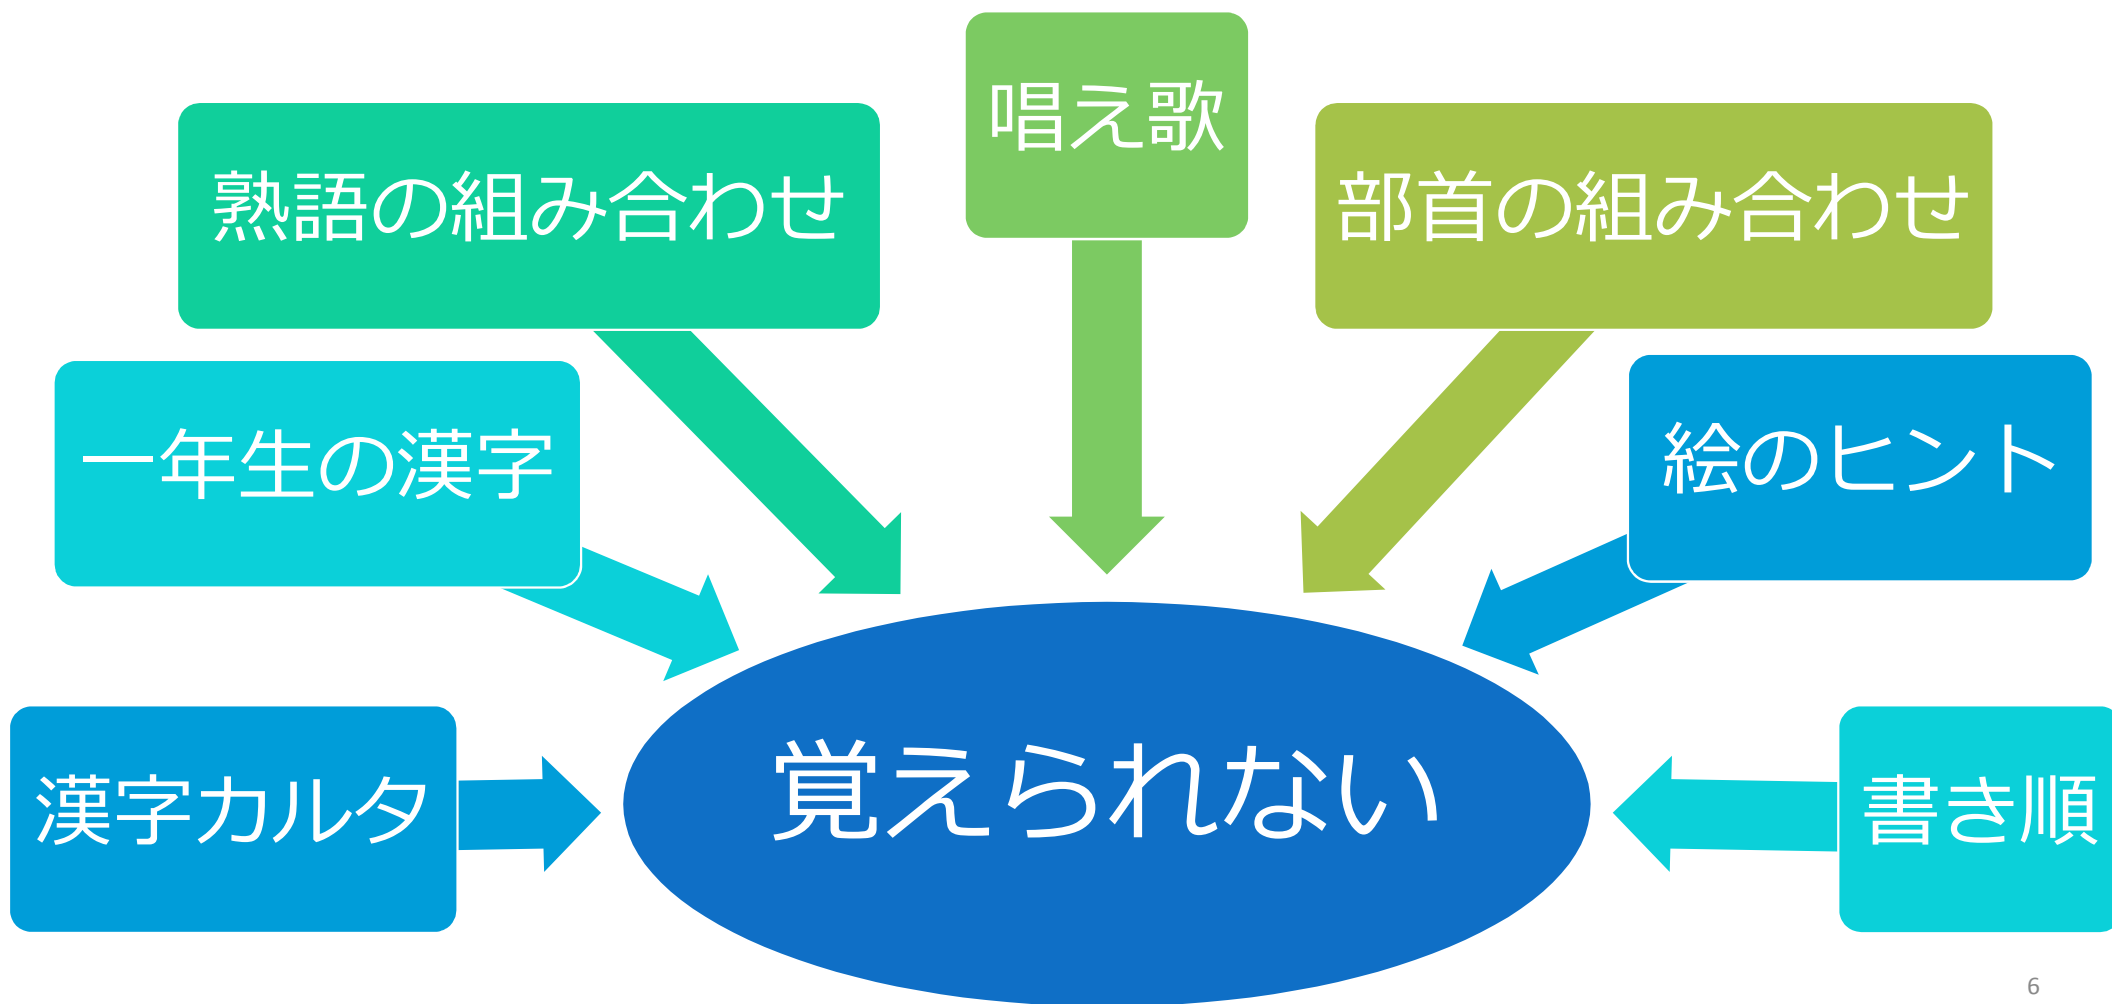 唱え歌
熟語の組み合わせ
部首の組み合わせ
一年生の漢字
絵のヒント
漢字カルタ
覚えられない
書き順
6